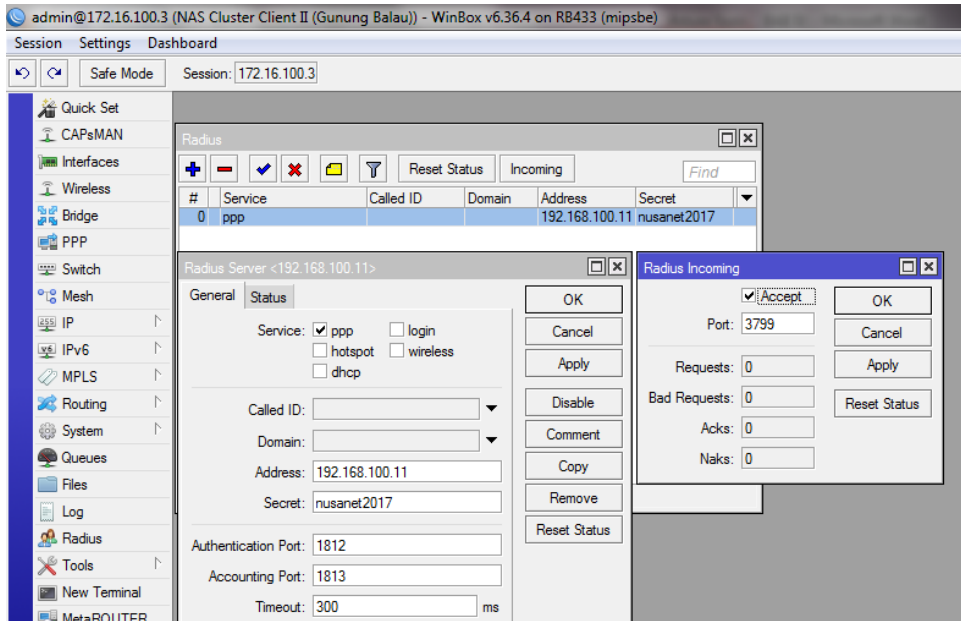 admin@172.16.100.3 (NAS Cluster Client II (Gunung Balau)) - WinBox v6.36.4 on RB433 (mipsbe)
Session Settings Dashboard
Safe Mode Session: 172.16.100.3
Quick Set
CAPsMAN
Interfaces
Wireless
Bridge
PPP
Switch
Mesh
IP
IPv6
MPLS
Routing
System
Queues
Files
Log
Radius
Tools
New Terminal
MetaROUTER
Radius
Reset Status Incoming Find
# Service Called ID Domain Address Secret
0 ppp 192.168.100.11 nusanet2017
Radius Server <192.168.100.11>
General Status
Service: ppp login
hotspot wireless
dhcp
Called ID:
Domain:
Address: 192.168.100.11
Secret: nusanet2017
Authentication Port: 1812
Accounting Port: 1813
Timeout: 300 ms
OK
Cancel
Apply
Disable
Comment
Copy
Remove
Reset Status
Radius Incoming
Accept
Port: 3799
Requests: 0
Bad Requests: 0
Acks: 0
Naks: 0
OK
Cancel
Apply
Reset Status